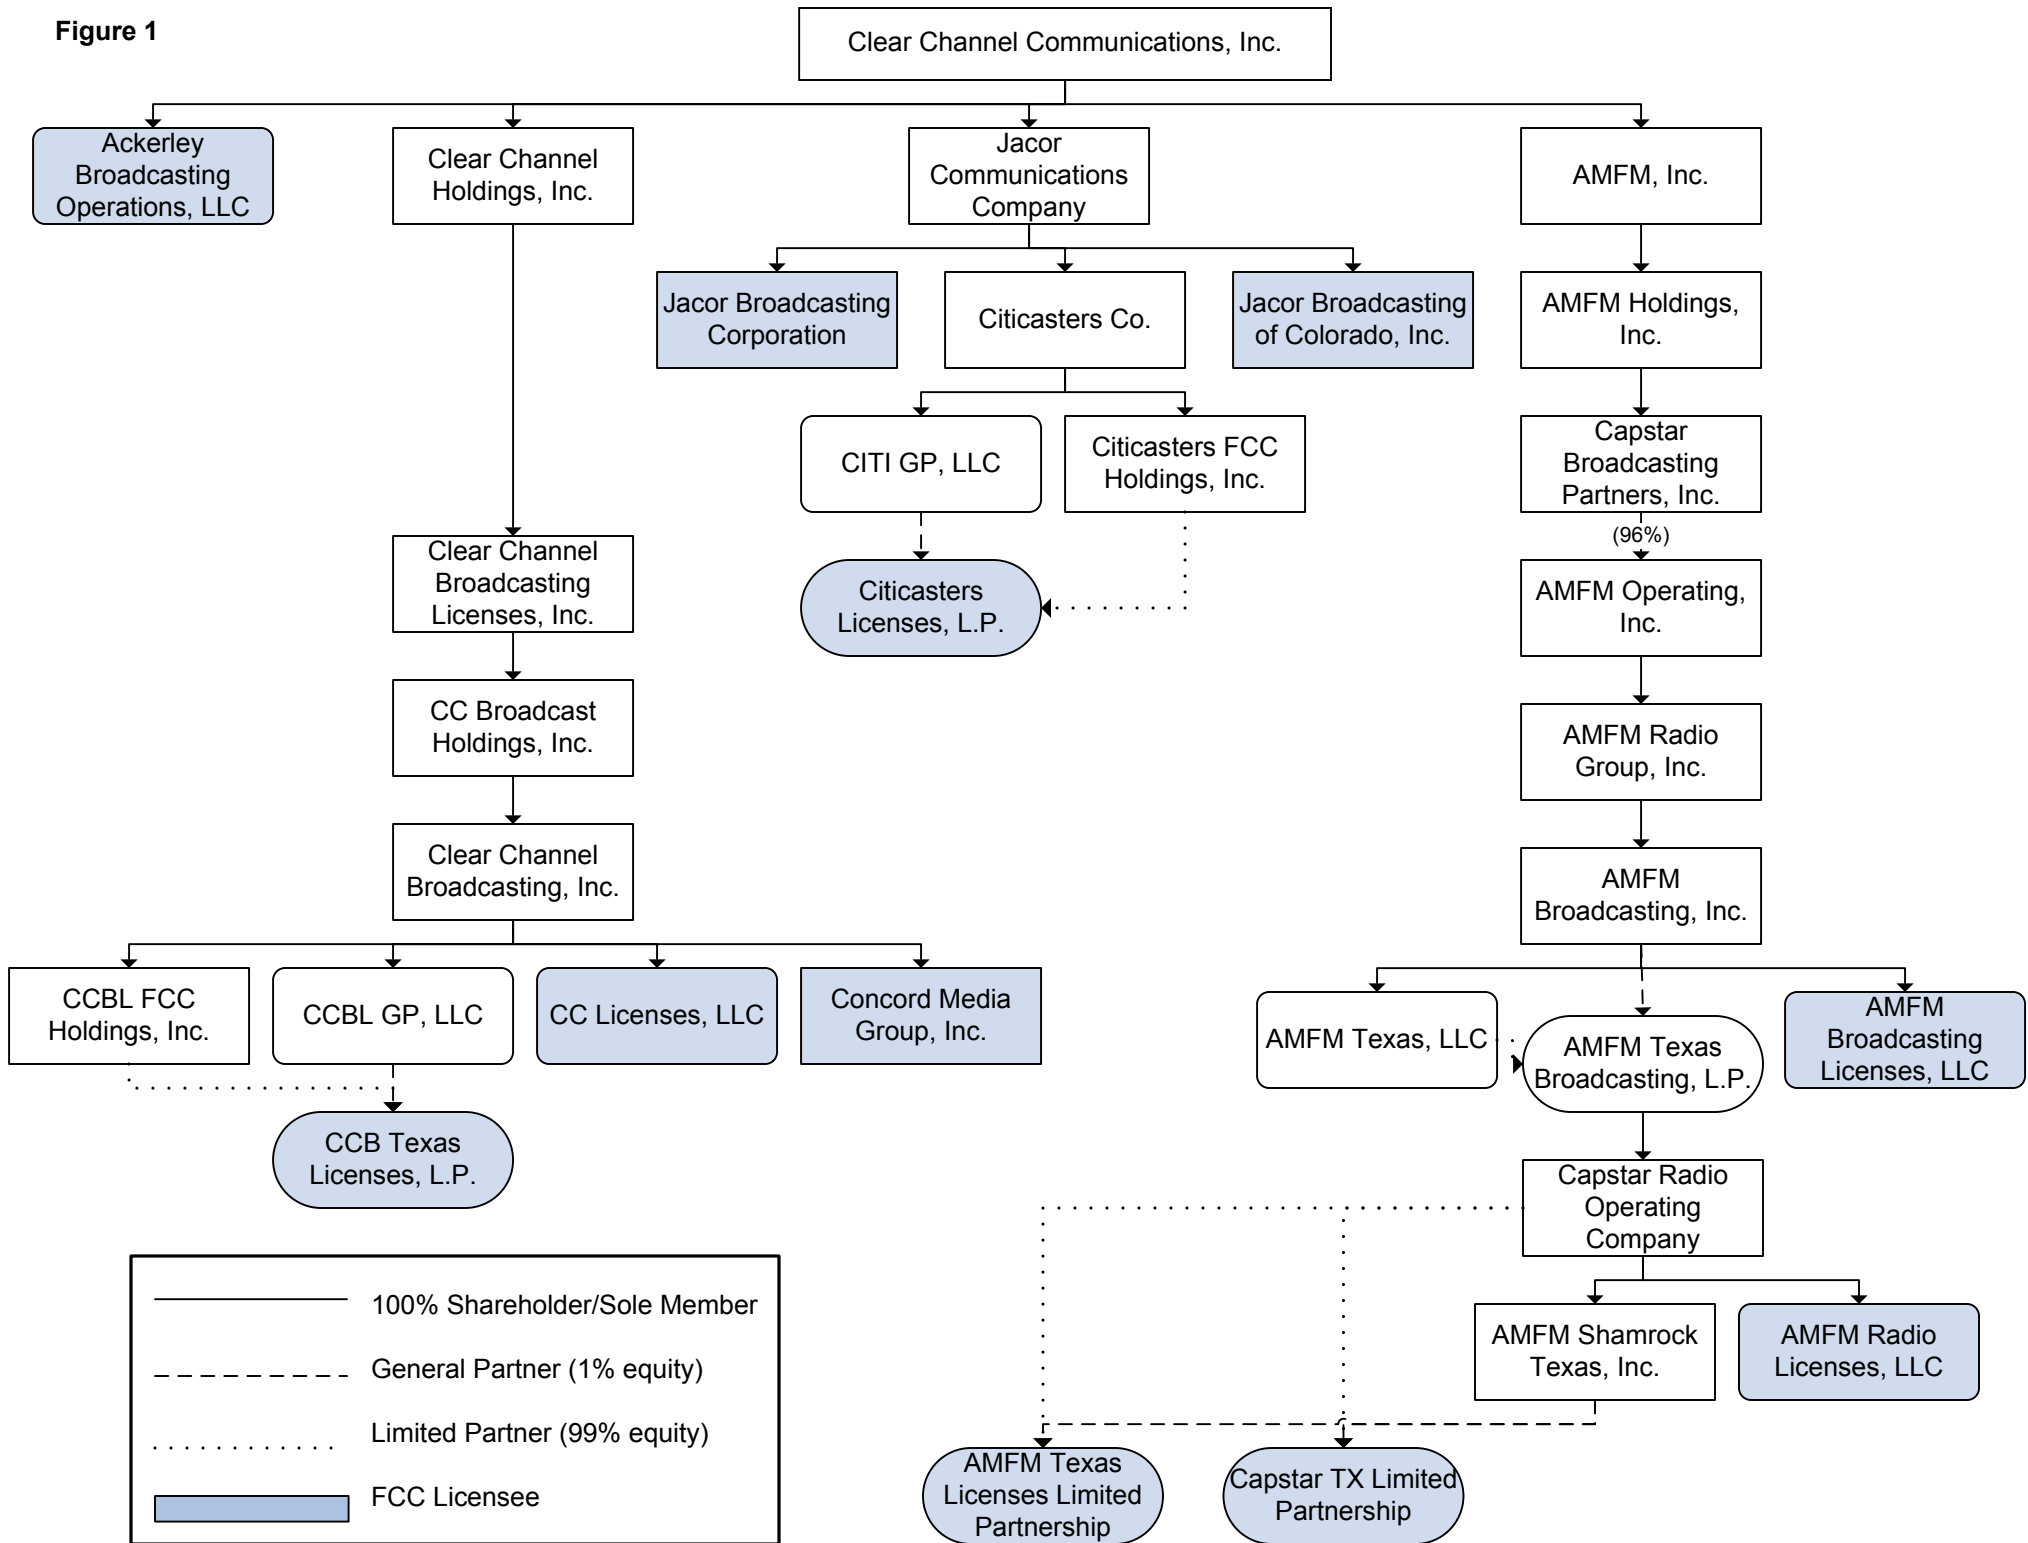 Figure 1
Clear Channel Communications, Inc.
Ackerley
Broadcasting
Operations, LLC
Clear Channel
Holdings, Inc.
Jacor
Communications
Company
AMFM, Inc.
Jacor Broadcasting
Corporation
Citicasters Co.
Jacor Broadcasting
of Colorado, Inc.
AMFM Holdings,
Inc.
CITI GP, LLC
Citicasters FCC
Holdings, Inc.
Capstar
Broadcasting
Partners, Inc.
(96%)
Clear Channel
Broadcasting
Licenses, Inc.
Citicasters
Licenses, L.P.
AMFM Operating,
Inc.
CC Broadcast
Holdings, Inc.
AMFM Radio
Group, Inc.
Clear Channel
Broadcasting, Inc.
AMFM
Broadcasting, Inc.
CCBL FCC
Holdings, Inc.
CCBL GP, LLC
CC Licenses, LLC
Concord Media
Group, Inc.
AMFM Texas, LLC
AMFM Texas
Broadcasting, L.P.
AMFM
Broadcasting
Licenses, LLC
CCB Texas
Licenses, L.P.
Capstar Radio
Operating
Company
AMFM Shamrock
Texas, Inc.
AMFM Radio
Licenses, LLC
AMFM Texas
Licenses Limited
Partnership
Capstar TX Limited
Partnership
100% Shareholder/Sole Member
General Partner (1% equity)
Limited Partner (99% equity)
FCC Licensee